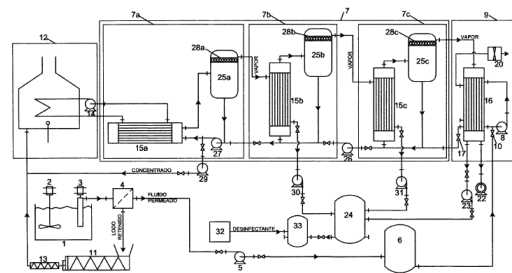 7a
7b
7
7c
9
12
28a
28b
28c
25a
25b
25c
VAPOR
VAPOR
VAPOR
20
14
15a
15b
15c
16
8
10
17
27
26
29
CONCENTRADO
30
31
23
22
2
3
4
FLUIDO
PERMEADO
LODO
RETENIDO
1
32
DESINFECTANTE
33
24
6
5
13
11